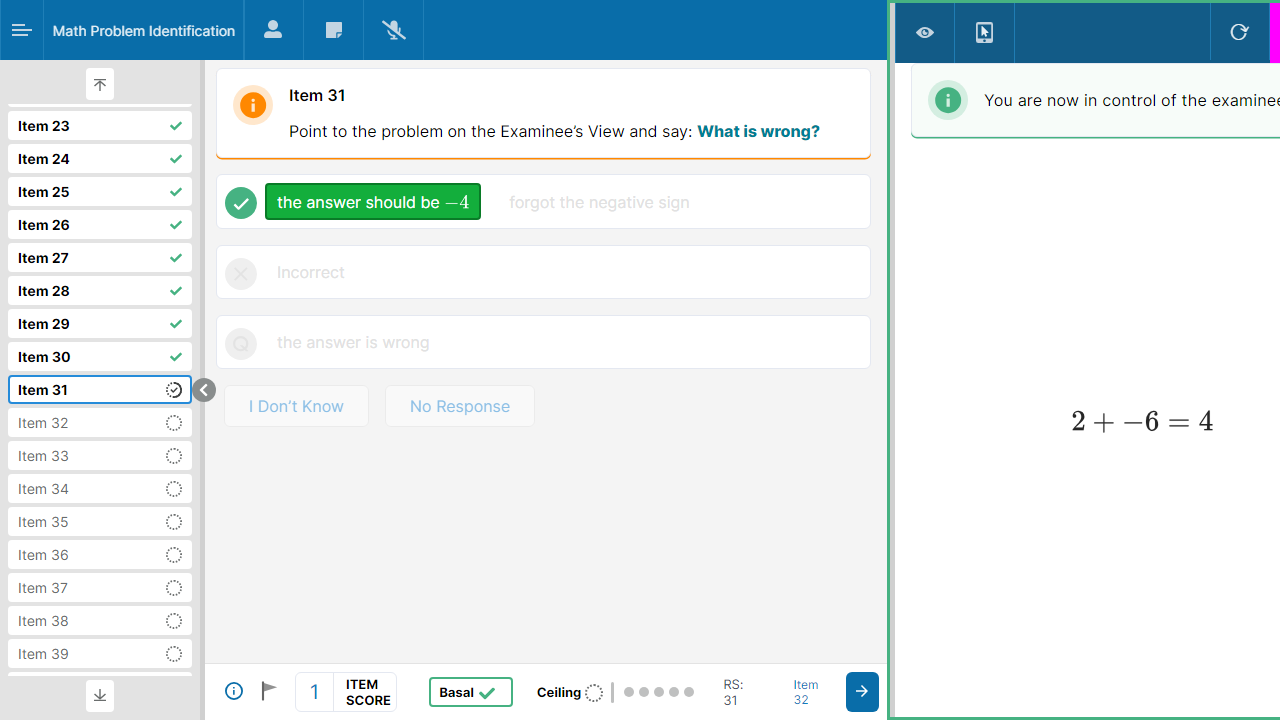 Math Problem Identification
Item 23
Item 24
Item 25
Item 26
Item 27
Item 28
Item 29
Item 30
Item 31
Item 32
Item 33
Item 34
Item 35
Item 36
Item 37
Item 38
Item 39
Item 31
Point to the problem on the Examinee’s View and say: What is wrong?
the answer should be −4 forgot the negative sign
Incorrect
Q the answer is wrong
I Don’t Know No Response
1 ITEM SCORE
Basal
Ceiling
RS: 31
Item 32
You are now in control of the examinee
2 + −6 = 4